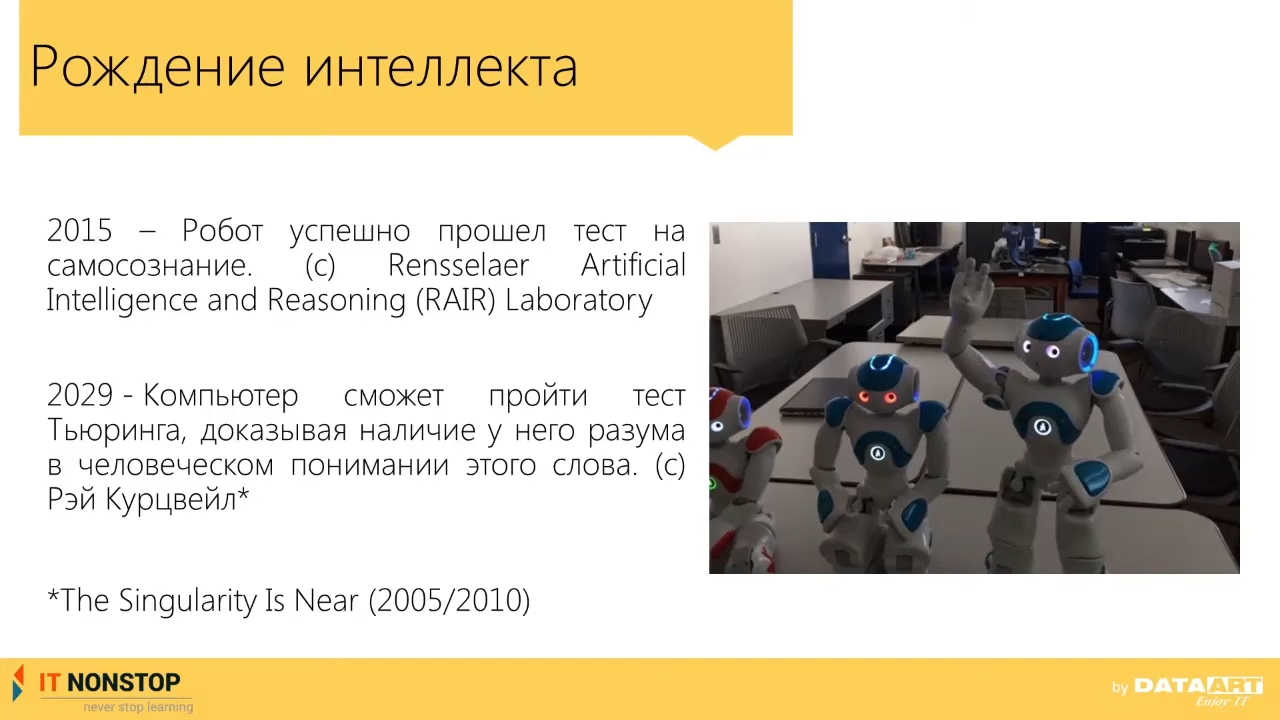 Рождение интеллекта
2015 – Робот успешно прошел тест на
самосознание. (с) Rensselaer Artificial
Intelligence and Reasoning (RAIR) Laboratory
2029 - Компьютер сможет пройти тест
Тьюринга, доказывая наличие у него разума
в человеческом понимании этого слова. (с)
Рэй Курцвейл*
*The Singularity Is Near (2005/2010)
IT NONSTOP
never stop learning
by DATAART
Enjoy IT